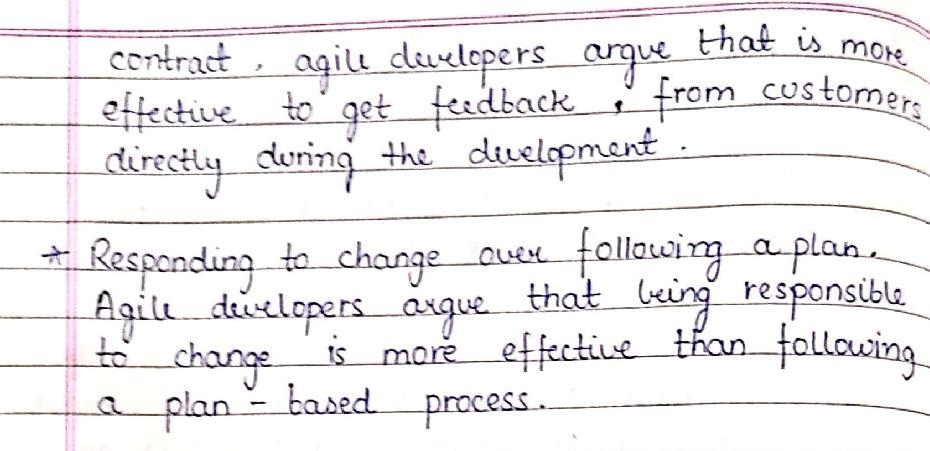 contract, agile developers argue that is more
effective to get feedback, from customers
directly during the development.
* Responding to change over following a plan.
Agile developers argue that being responsible
to change is more effective than following
a plan-based process.